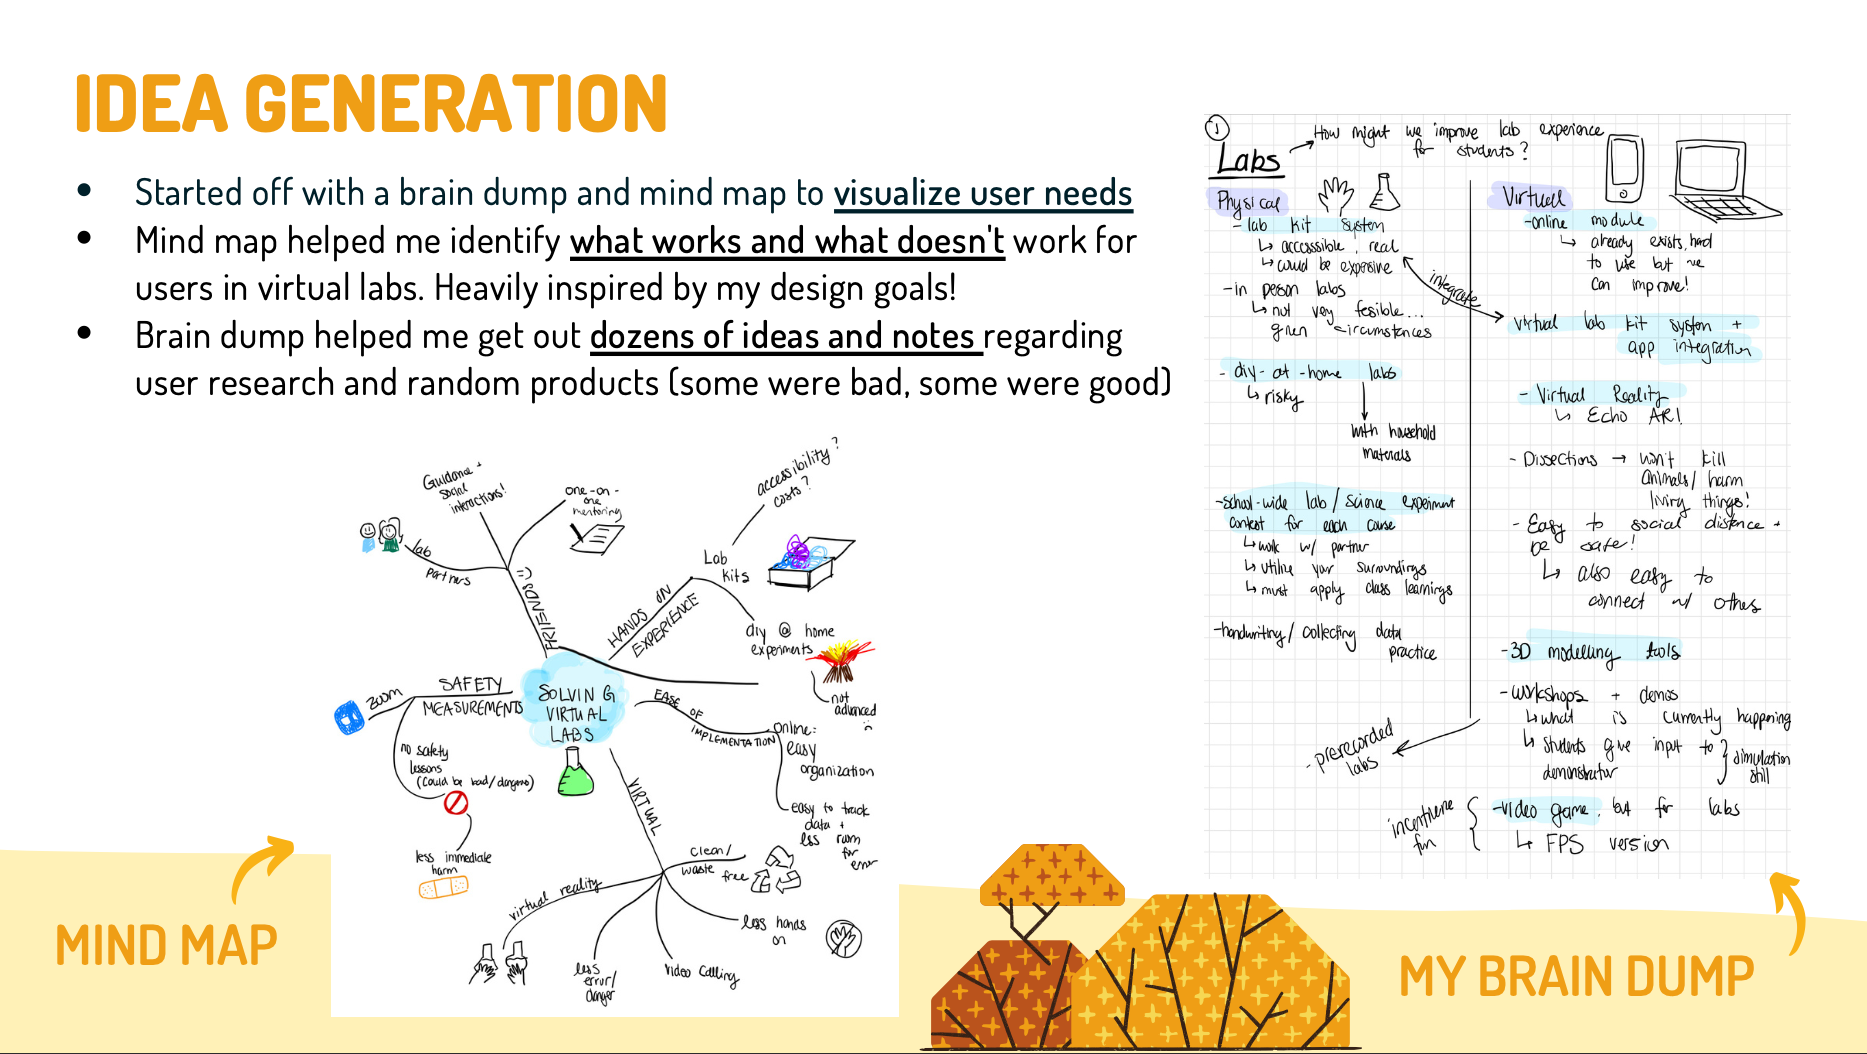 IDEA GENERATION
• Started off with a brain dump and mind map to visualize user needs
• Mind map helped me identify what works and what doesn't work for
users in virtual labs. Heavily inspired by my design goals!
• Brain dump helped me get out dozens of ideas and notes regarding
user research and random products (some were bad, some were good)
Guidance +
social
interactions!
one-on-
one
mentoring
lab
partners
FRIENDS
accessibility?
costs?
Lab
kits
HANDS ON
EXPERIENCE
diy @ home
experiments
not
advanced
:(
SOLVING
VIRTUAL
LABS
SAFETY
MEASUREMENTS
zoom
no safety
lessons
(could be bad/dangerous)
less immediate
harm
EASE OF
IMPLEMENTATION
online:
easy
organization
easy to track
data +
less room
for
error
VIRTUAL
clean/
waste free
virtual reality
less hands
on
less
error/
danger
video calling
MIND MAP
1
Labs
How might we improve lab experience
for students?
Physical
-lab kit system
↳ accesssible, real
↳ could be expensive
-in person labs
↳ not very fesible...
given circumstances
- diy-at-home labs
↳ risky
with household
materials
-school-wide lab / science experiment
contest for each course
↳ work w/ partner
↳ utilize your surroundings
↳ must apply class learnings
-handwriting/ collecting data
practice
integrate
Virtual
-online module
↳ already exists, hard
to use but we
can improve!
virtual lab kit system +
app integration
- Virtual Reality
↳ Echo AR!
- Dissections → won't kill
animals/ harm
living things!
- Easy to social distance +
be safe!
↳ also easy to
connect w/ others
-3D modelling tools
-workshops + demos
↳ what is currently happening
↳ students give input to
demonstrator
simulation
still
- prerecorded
labs
incentive
fun
-video game, but for labs
↳ FPS version
MY BRAIN DUMP